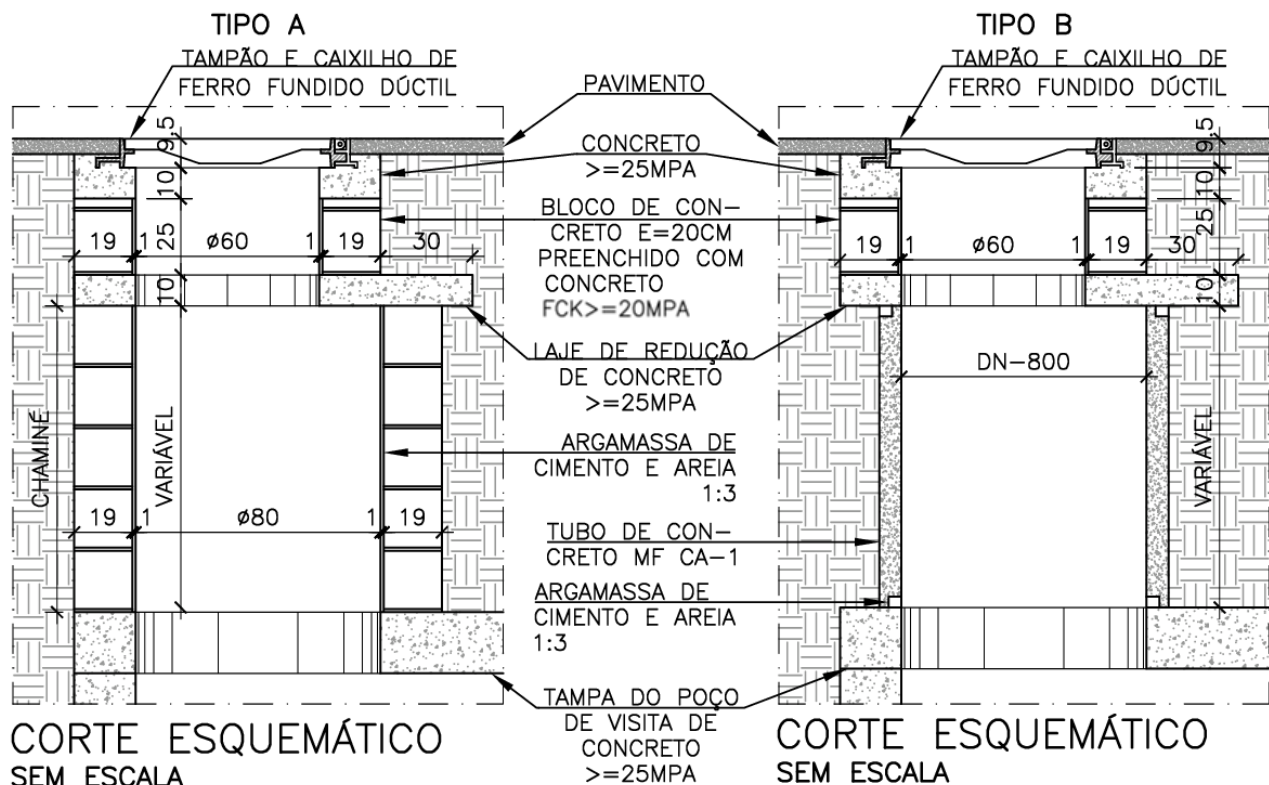 TIPO A
TAMPÃO E CAIXILHO DE
FERRO FUNDIDO DÚCTIL
9,5
10
25
10
19
1
ø60
1
19
30
CHAMINÉ
VARIÁVEL
19
1
ø80
1
19
CORTE ESQUEMÁTICO
SEM ESCALA
PAVIMENTO
CONCRETO
>=25MPA
BLOCO DE CON-
CRETO E=20CM
PREENCHIDO COM
CONCRETO
FCK>=20MPA
LAJE DE REDUÇÃO
DE CONCRETO
>=25MPA
ARGAMASSA DE
CIMENTO E AREIA
1:3
TUBO DE CON-
CRETO MF CA-1
ARGAMASSA DE
CIMENTO E AREIA
1:3
TAMPA DO POÇO
DE VISITA DE
CONCRETO
>=25MPA
TIPO B
TAMPÃO E CAIXILHO DE
FERRO FUNDIDO DÚCTIL
9,5
10
25
10
19
1
ø60
1
19
30
DN-800
VARIÁVEL
CORTE ESQUEMÁTICO
SEM ESCALA